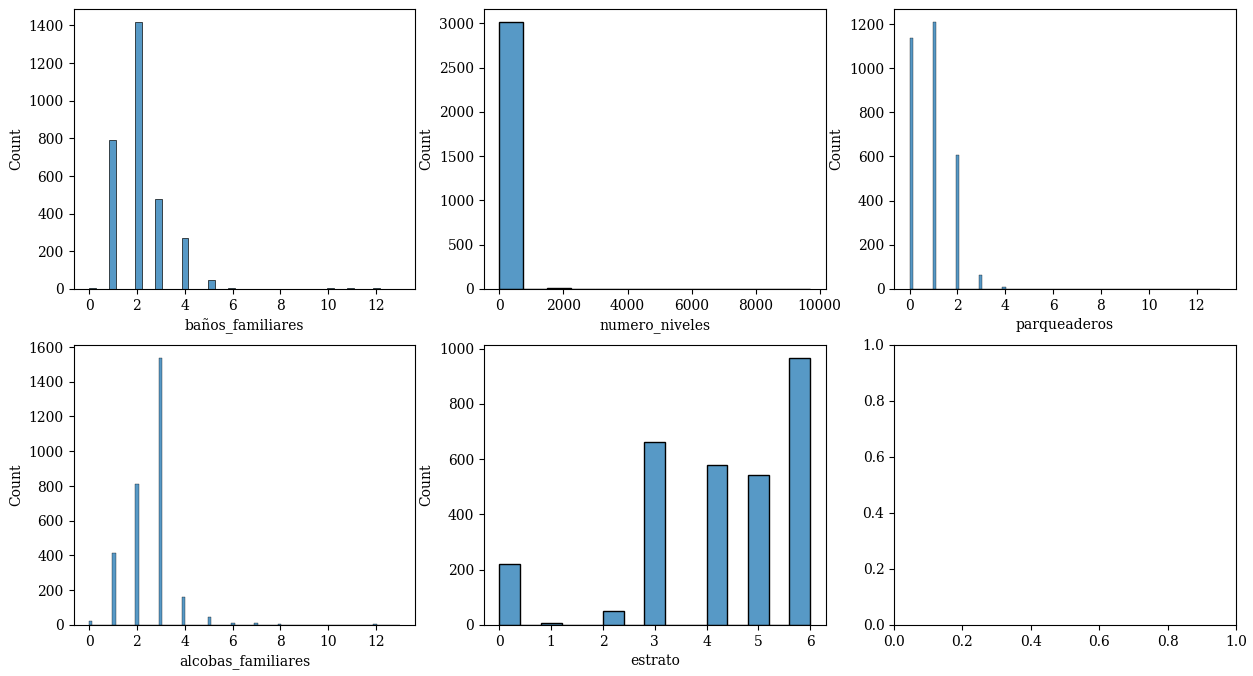 1400
1200
1000
800
600
400
200
0
Count
0 2 4 6 8 10 12
baños_familiares
3000
2500
2000
1500
1000
500
0
Count
0 2000 4000 6000 8000 10000
numero_niveles
1200
1000
800
600
400
200
0
Count
0 2 4 6 8 10 12
parqueaderos
1600
1400
1200
1000
800
600
400
200
0
Count
0 2 4 6 8 10 12
alcobas_familiares
1000
800
600
400
200
0
Count
0 1 2 3 4 5 6
estrato
1.0
0.8
0.6
0.4
0.2
0.0
0.0 0.2 0.4 0.6 0.8 1.0